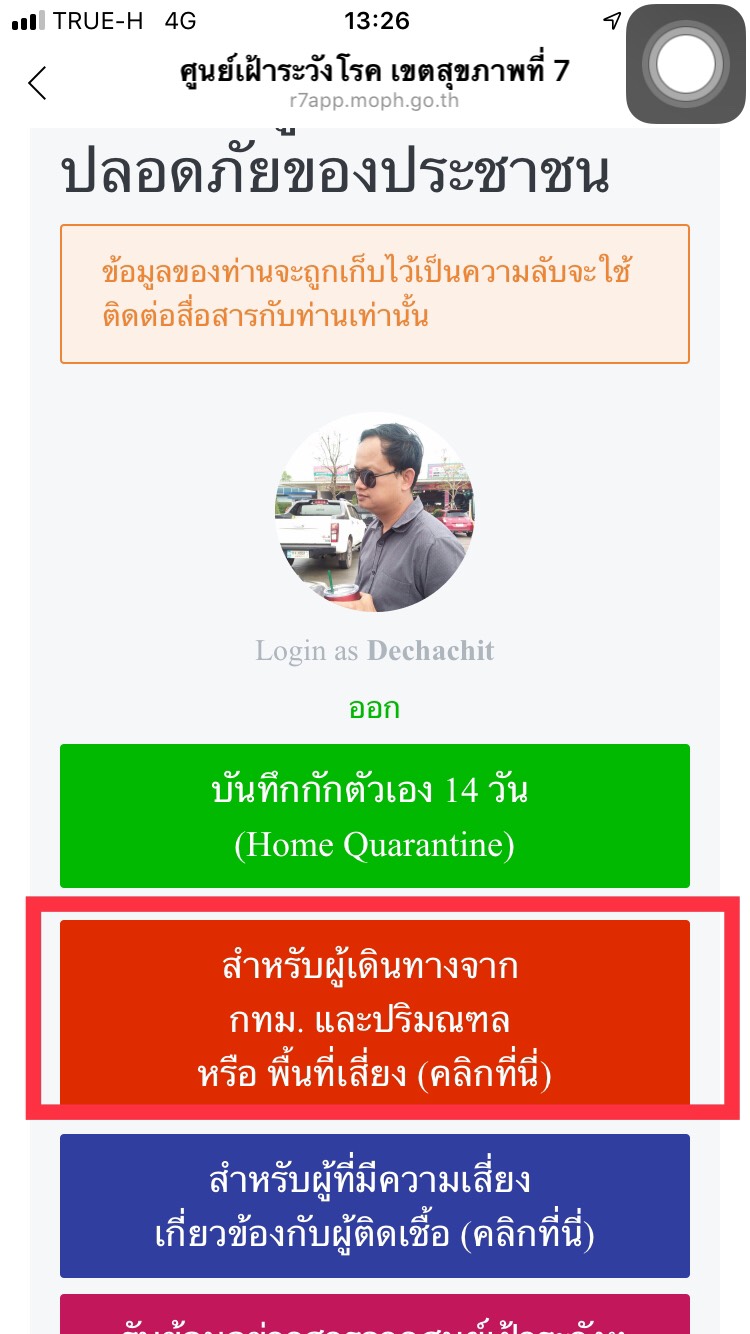 TRUE-H 4G 13:26
ศูนย์เฝ้าระวังโรค เขตสุขภาพที่ 7
r7app.moph.go.th
ปลอดภัยของประชาชน
ข้อมูลของท่านจะถูกเก็บไว้เป็นความลับจะใช้
ติดต่อสื่อสารกับท่านเท่านั้น
Login as Dechachit
ออก
บันทึกกักตัวเอง 14 วัน
(Home Quarantine)
สำหรับผู้เดินทางจาก
กทม. และปริมณฑล
หรือ พื้นที่เสี่ยง (คลิกที่นี่)
สำหรับผู้ที่มีความเสี่ยง
เกี่ยวข้องกับผู้ติดเชื้อ (คลิกที่นี่)